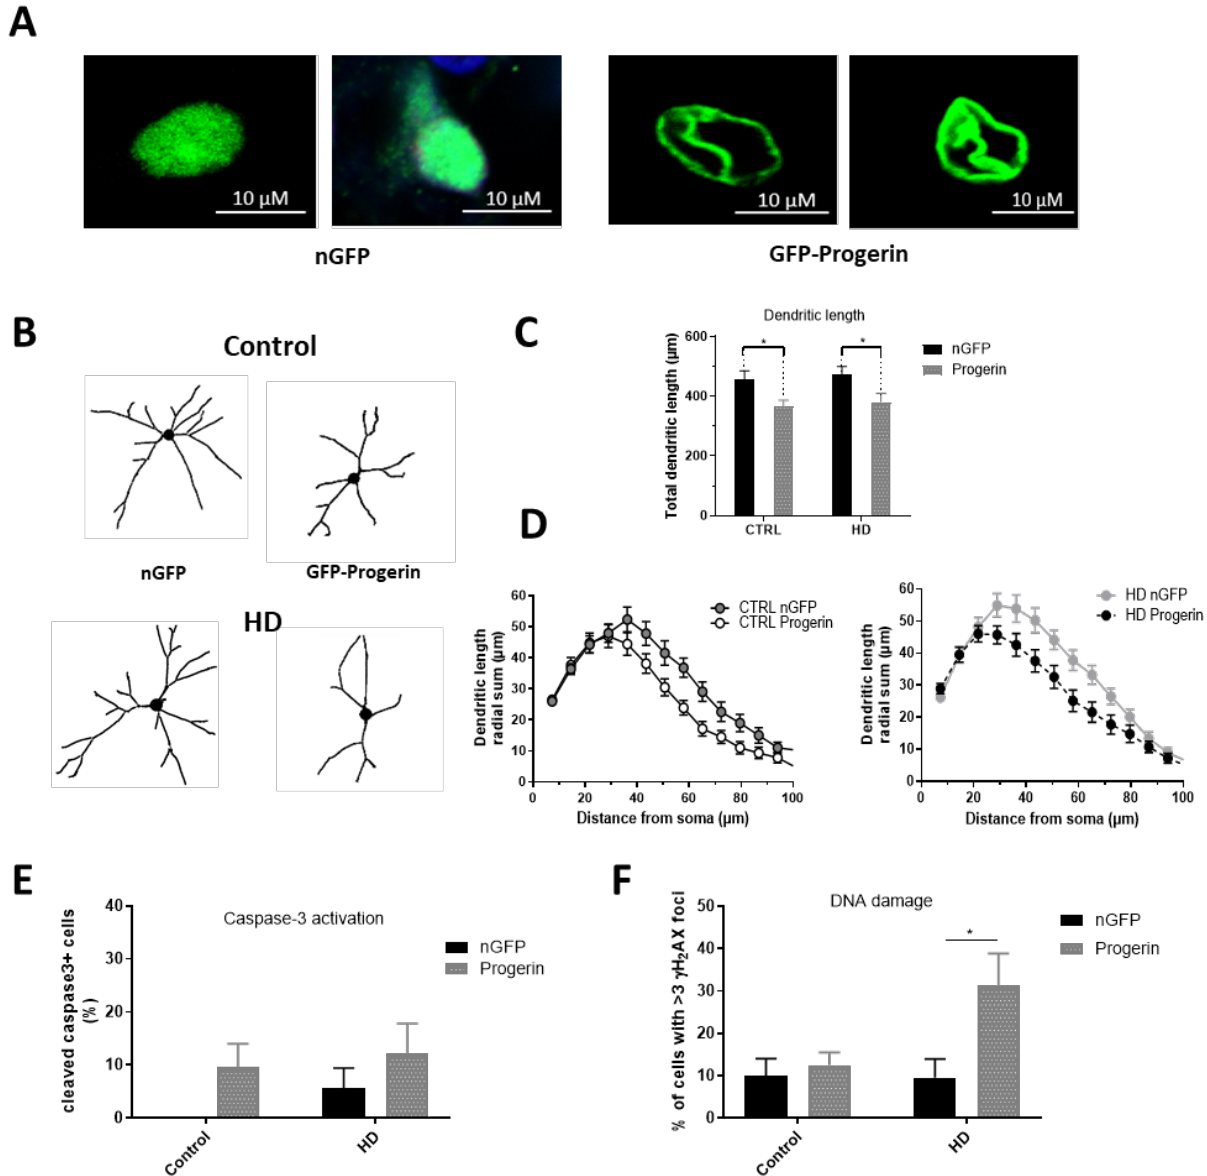 A
10 µM
10 µM
10 µM
10 µM
nGFP
GFP-Progerin
B
Control
nGFP
GFP-Progerin
HD
C
Dendritic length
Total dendritic length (µm)
600
400
200
0
CTRL
HD
*
*
nGFP
Progerin
D
Dendritic length
radial sum (µm)
60
50
40
30
20
10
0
0
20
40
60
80
100
Distance from soma (µm)
CTRL nGFP
CTRL Progerin
Dendritic length
radial sum (µm)
60
50
40
30
20
10
0
0
20
40
60
80
100
Distance from soma (µm)
HD nGFP
HD Progerin
E
Caspase-3 activation
cleaved caspase3+ cells
(%)
40
30
20
10
0
Control
HD
nGFP
Progerin
F
DNA damage
% of cells with >3 γH₂AX foci
50
40
30
20
10
0
Control
HD
*
nGFP
Progerin